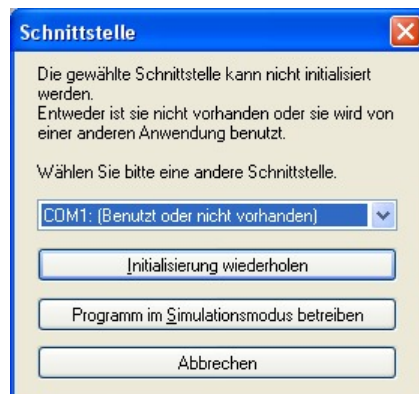 Schnittstelle
Die gewählte Schnittstelle kann nicht initialisiert
werden.
Entweder ist sie nicht vorhanden oder sie wird von
einer anderen Anwendung benutzt.
Wählen Sie bitte eine andere Schnittstelle.
COM1: (Benutzt oder nicht vorhanden)
Initialisierung wiederholen
Programm im Simulationsmodus betreiben
Abbrechen